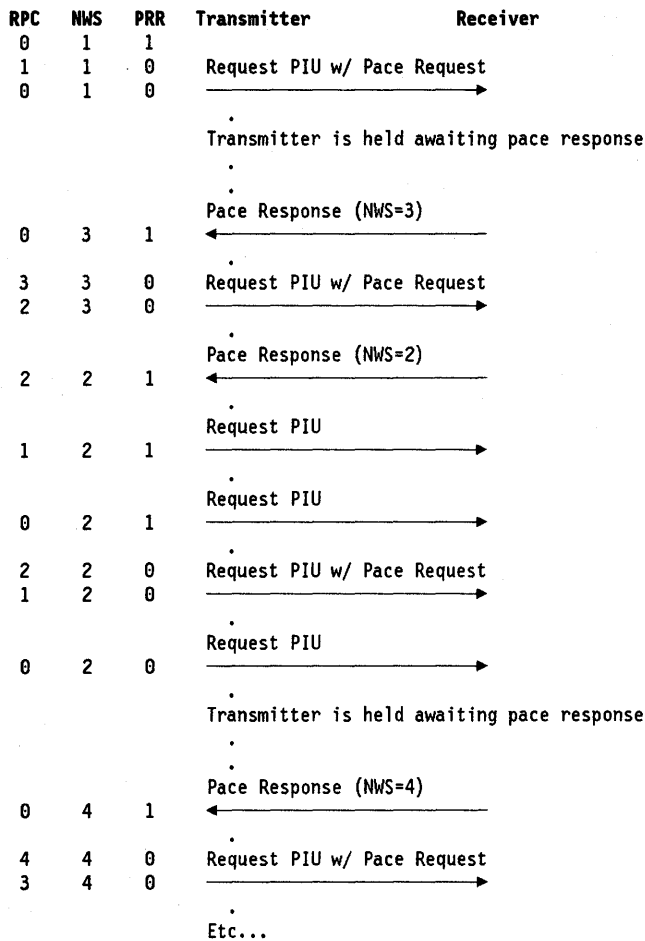 RPC NWS PRR Transmitter Receiver
0 1 1
1 1 0 Request PIU w/ Pace Request
0 1 0
.
Transmitter is held awaiting pace response
.
.
Pace Response (NWS=3)
0 3 1
.
3 3 0 Request PIU w/ Pace Request
2 3 0
.
Pace Response (NWS=2)
2 2 1
.
Request PIU
1 2 1
.
Request PIU
0 2 1
.
2 2 0 Request PIU w/ Pace Request
1 2 0
.
Request PIU
0 2 0
.
Transmitter is held awaiting pace response
.
.
Pace Response (NWS=4)
0 4 1
.
4 4 0 Request PIU w/ Pace Request
3 4 0
.
Etc...